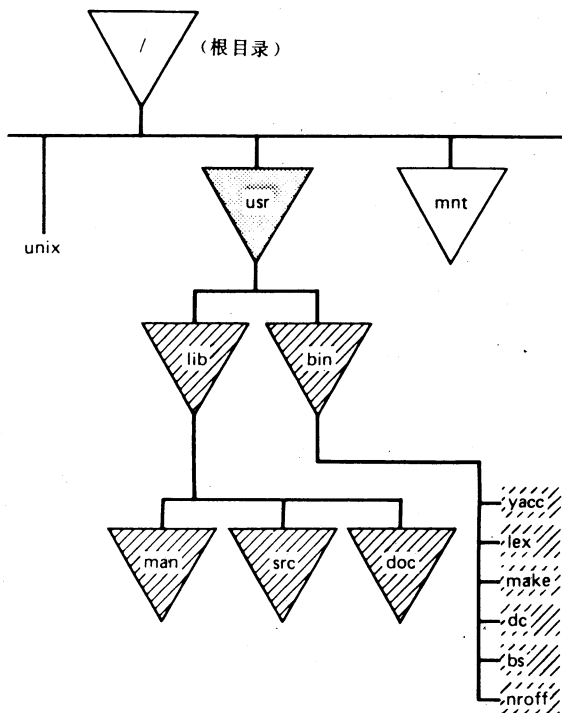 / (根目录)
usr
mnt
unix
lib
bin
man
src
doc
yacc
lex
make
dc
bs
nroff